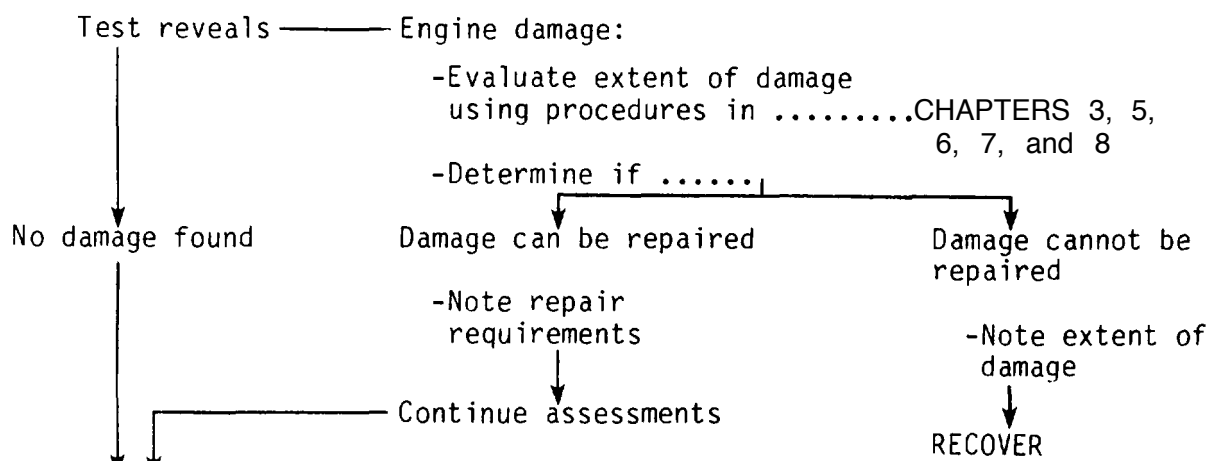 Test reveals Engine damage:
-Evaluate extent of damage
using procedures in .........CHAPTERS 3, 5,
6, 7, and 8
-Determine if ......
No damage found Damage can be repaired Damage cannot be
repaired
-Note repair
requirements
-Note extent of
damage
Continue assessments
RECOVER